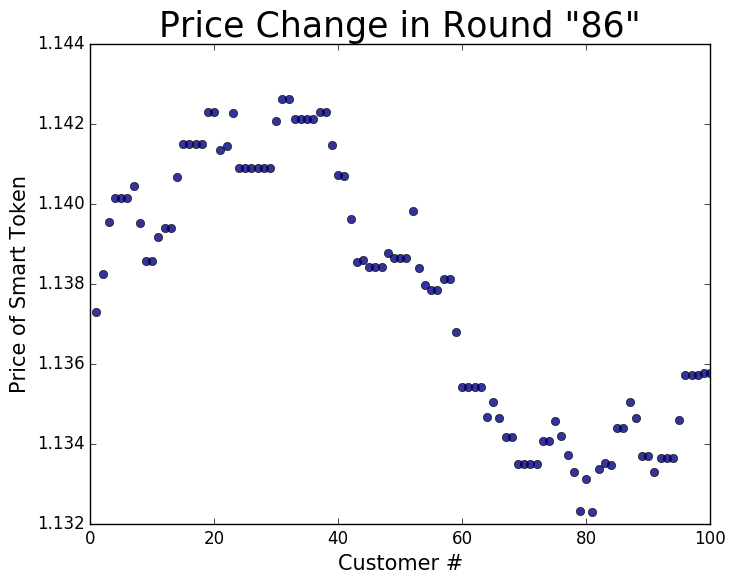 Price Change in Round "86"
1.144
1.142
1.140
1.138
1.136
1.134
1.132
Price of Smart Token
0 20 40 60 80 100
Customer #